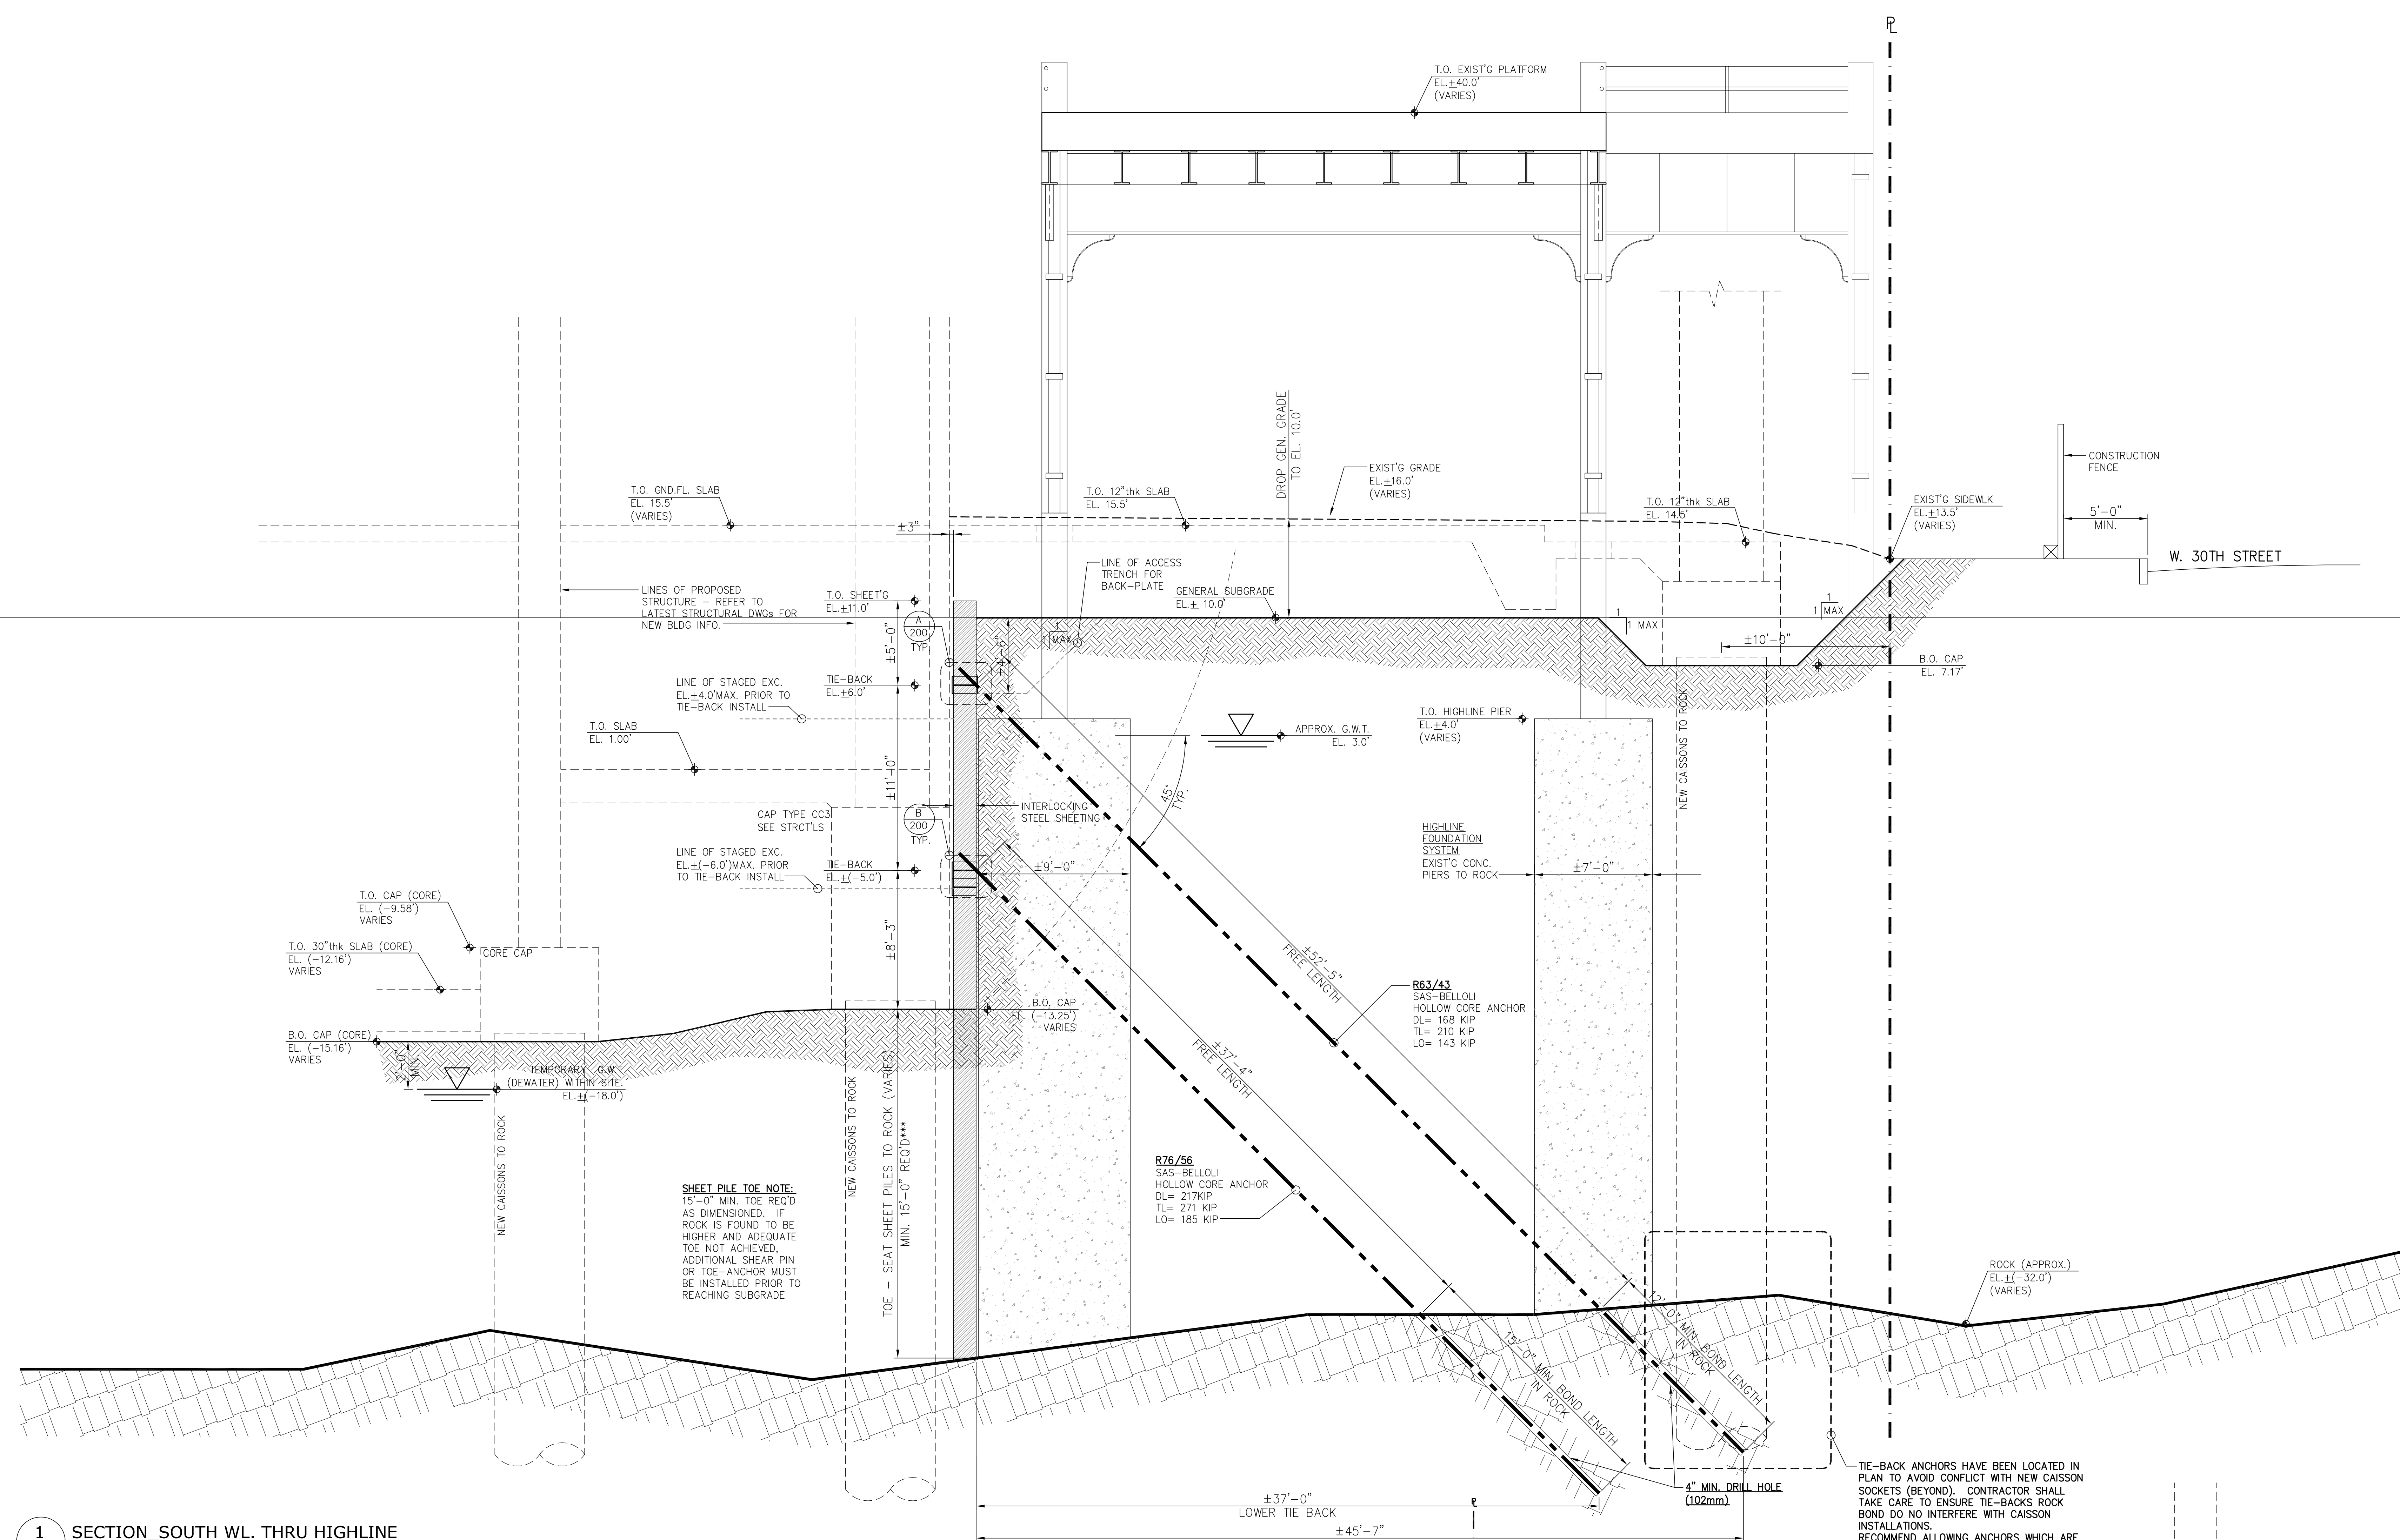 PL
T.O. EXIST'G PLATFORM
EL.±40.0'
(VARIES)
DROP GEN. GRADE
TO EL. 10.0'
EXIST'G GRADE
EL.±16.0'
(VARIES)
CONSTRUCTION
FENCE
T.O. GND.FL. SLAB
EL. 15.5'
(VARIES)
±3"
T.O. 12"thk SLAB
EL. 15.5'
T.O. 12"thk SLAB
EL. 14.5'
EXIST'G SIDEWLK
EL.±13.5'
(VARIES)
5'-0"
MIN.
W. 30TH STREET
LINE OF ACCESS
TRENCH FOR
BACK-PLATE
LINES OF PROPOSED
STRUCTURE - REFER TO
LATEST STRUCTURAL DWGs FOR
NEW BLDG INFO.
T.O. SHEET'G
EL.±11.0'
GENERAL SUBGRADE
EL.± 10.0'
A
200
TYP.
±5'-0"
±4'-6"
1
1 MAX
1
1 MAX
1
1 MAX
±10'-0"
B.O. CAP
EL. 7.17'
LINE OF STAGED EXC.
EL.±4.0'MAX. PRIOR TO
TIE-BACK INSTALL
TIE-BACK
EL.±6.0'
T.O. SLAB
EL. 1.00'
T.O. HIGHLINE PIER
EL.±4.0'
(VARIES)
APPROX. G.W.T.
EL. 3.0'
NEW CAISSONS TO ROCK
±11'-0"
45°
TYP.
CAP TYPE CC3
SEE STRCT'LS
B
200
TYP.
INTERLOCKING
STEEL SHEETING
HIGHLINE
FOUNDATION
SYSTEM
EXIST'G CONC.
PIERS TO ROCK
±7'-0"
LINE OF STAGED EXC.
EL.±(-6.0')MAX. PRIOR
TO TIE-BACK INSTALL
TIE-BACK
EL.±(-5.0')
±9'-0"
T.O. CAP (CORE)
EL. (-9.58')
VARIES
±8'-3"
T.O. 30"thk SLAB (CORE)
EL. (-12.16')
VARIES
CORE CAP
±52'-5"
FREE LENGTH
R63/43
SAS-BELLOLI
HOLLOW CORE ANCHOR
DL= 168 KIP
TL= 210 KIP
LO= 143 KIP
B.O. CAP
EL. (-13.25')
VARIES
B.O. CAP (CORE)
EL. (-15.16')
VARIES
2'-0"
MIN.
TEMPORARY G.W.T.
(DEWATER) WITHIN SITE.
EL.±(-18.0')
±37'-4"
FREE LENGTH
NEW CAISSONS TO ROCK
NEW CAISSONS TO ROCK
TOE - SEAT SHEET PILES TO ROCK (VARIES)
MIN. 15'-0" REQ'D***
R76/56
SAS-BELLOLI
HOLLOW CORE ANCHOR
DL= 217KIP
TL= 271 KIP
LO= 185 KIP
SHEET PILE TOE NOTE:
15'-0" MIN. TOE REQ'D
AS DIMENSIONED. IF
ROCK IS FOUND TO BE
HIGHER AND ADEQUATE
TOE NOT ACHIEVED,
ADDITIONAL SHEAR PIN
OR TOE-ANCHOR MUST
BE INSTALLED PRIOR TO
REACHING SUBGRADE
ROCK (APPROX.)
EL.±(-32.0')
(VARIES)
12'-0" MIN. BOND LENGTH
IN ROCK
15'-0" MIN. BOND LENGTH
IN ROCK
4" MIN. DRILL HOLE
(102mm)
TIE-BACK ANCHORS HAVE BEEN LOCATED IN
PLAN TO AVOID CONFLICT WITH NEW CAISSON
SOCKETS (BEYOND). CONTRACTOR SHALL
TAKE CARE TO ENSURE TIE-BACKS ROCK
BOND DO NO INTERFERE WITH CAISSON
INSTALLATIONS.
RECOMMEND ALLOWING ANCHORS WHICH ARE
±37'-0"
LOWER TIE BACK
PL
±45'-7"
1 SECTION_SOUTH WL. THRU HIGHLINE